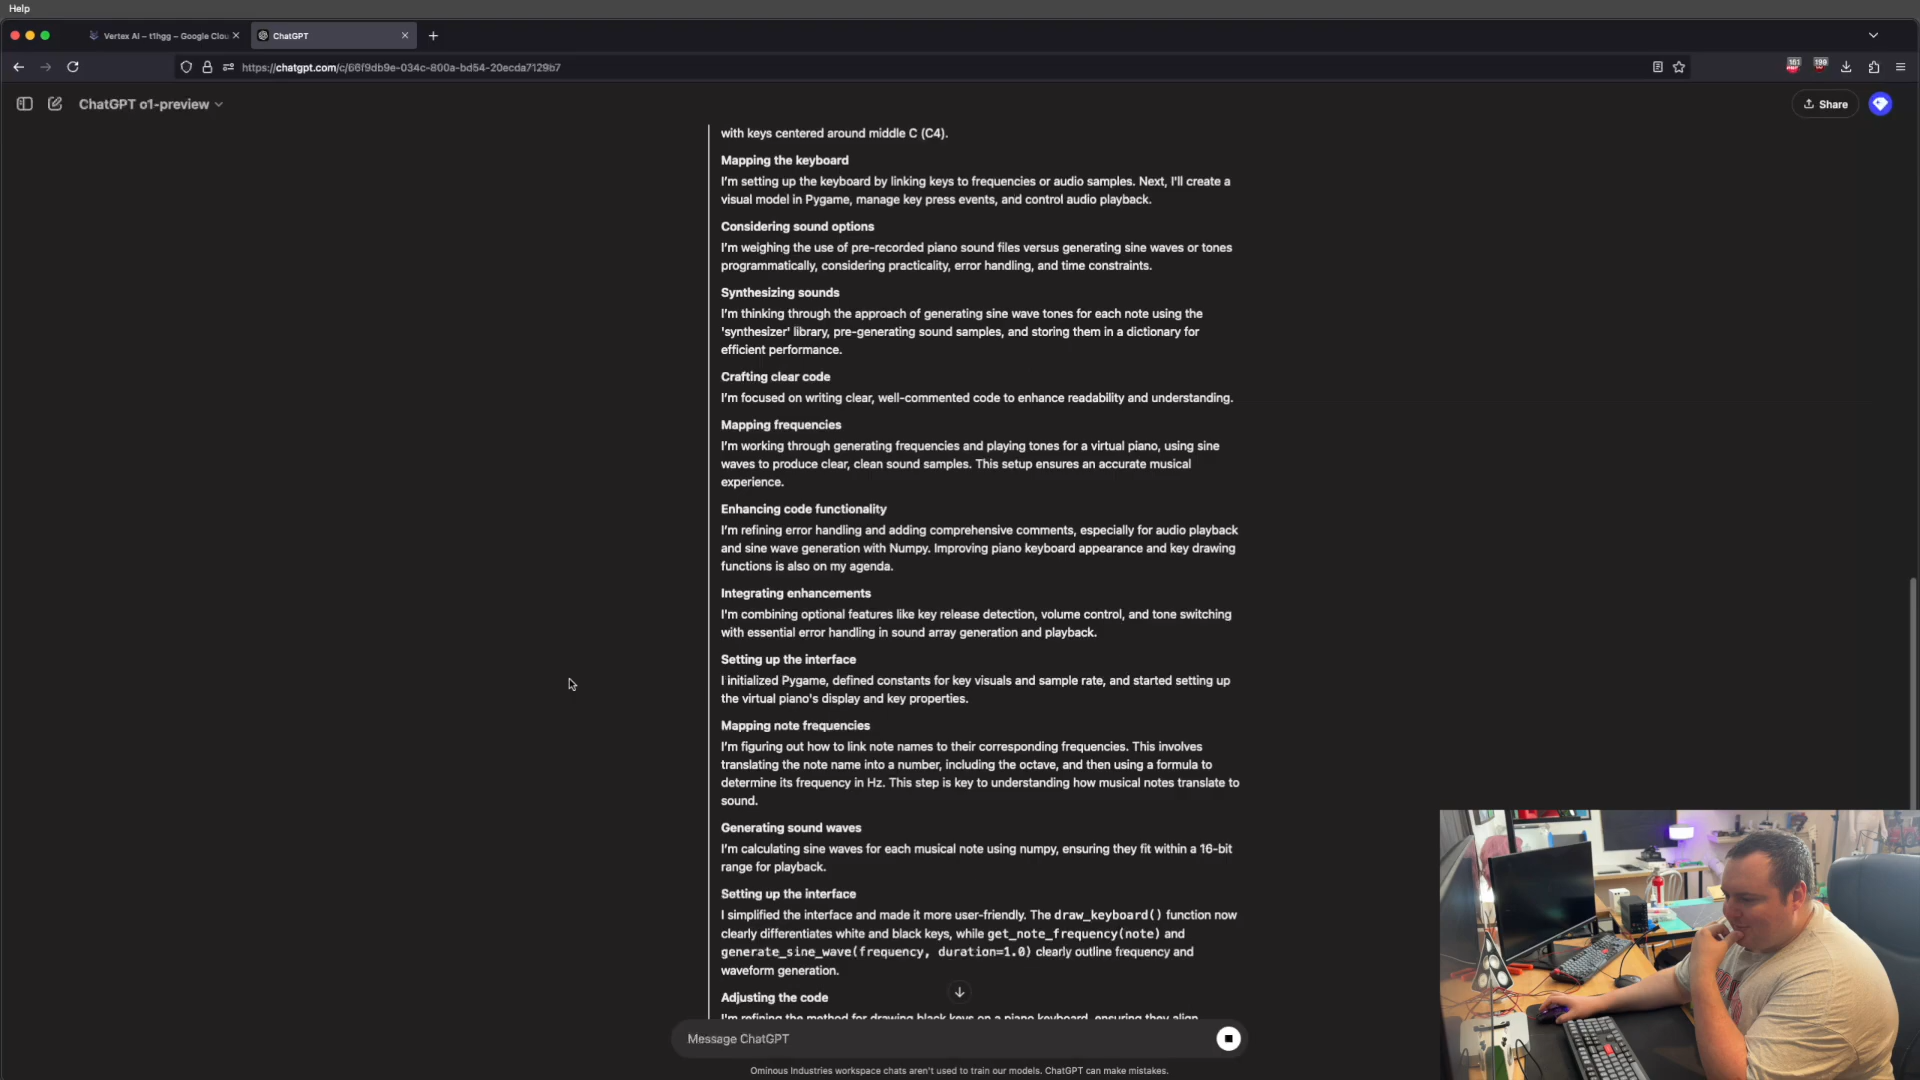 Help
Vertex AI – t1hgg – Google Clou
ChatGPT
https://chatgpt.com/c/66f9db9e-034c-800a-bd54-20ecda7129b7
181
198
ChatGPT o1-preview
Share
with keys centered around middle C (C4).
Mapping the keyboard
I'm setting up the keyboard by linking keys to frequencies or audio samples. Next, I'll create a
visual model in Pygame, manage key press events, and control audio playback.
Considering sound options
I'm weighing the use of pre-recorded piano sound files versus generating sine waves or tones
programmatically, considering practicality, error handling, and time constraints.
Synthesizing sounds
I'm thinking through the approach of generating sine wave tones for each note using the
'synthesizer' library, pre-generating sound samples, and storing them in a dictionary for
efficient performance.
Crafting clear code
I'm focused on writing clear, well-commented code to enhance readability and understanding.
Mapping frequencies
I'm working through generating frequencies and playing tones for a virtual piano, using sine
waves to produce clear, clean sound samples. This setup ensures an accurate musical
experience.
Enhancing code functionality
I'm refining error handling and adding comprehensive comments, especially for audio playback
and sine wave generation with Numpy. Improving piano keyboard appearance and key drawing
functions is also on my agenda.
Integrating enhancements
I'm combining optional features like key release detection, volume control, and tone switching
with essential error handling in sound array generation and playback.
Setting up the interface
I initialized Pygame, defined constants for key visuals and sample rate, and started setting up
the virtual piano's display and key properties.
Mapping note frequencies
I'm figuring out how to link note names to their corresponding frequencies. This involves
translating the note name into a number, including the octave, and then using a formula to
determine its frequency in Hz. This step is key to understanding how musical notes translate to
sound.
Generating sound waves
I'm calculating sine waves for each musical note using numpy, ensuring they fit within a 16-bit
range for playback.
Setting up the interface
I simplified the interface and made it more user-friendly. The draw_keyboard() function now
clearly differentiates white and black keys, while get_note_frequency(note) and
generate_sine_wave(frequency, duration=1.0) clearly outline frequency and
waveform generation.
Adjusting the code
I'm refining the method for drawing black keys on a piano keyboard, ensuring they align
Message ChatGPT
Ominous Industries workspace chats aren't used to train our models. ChatGPT can make mistakes.